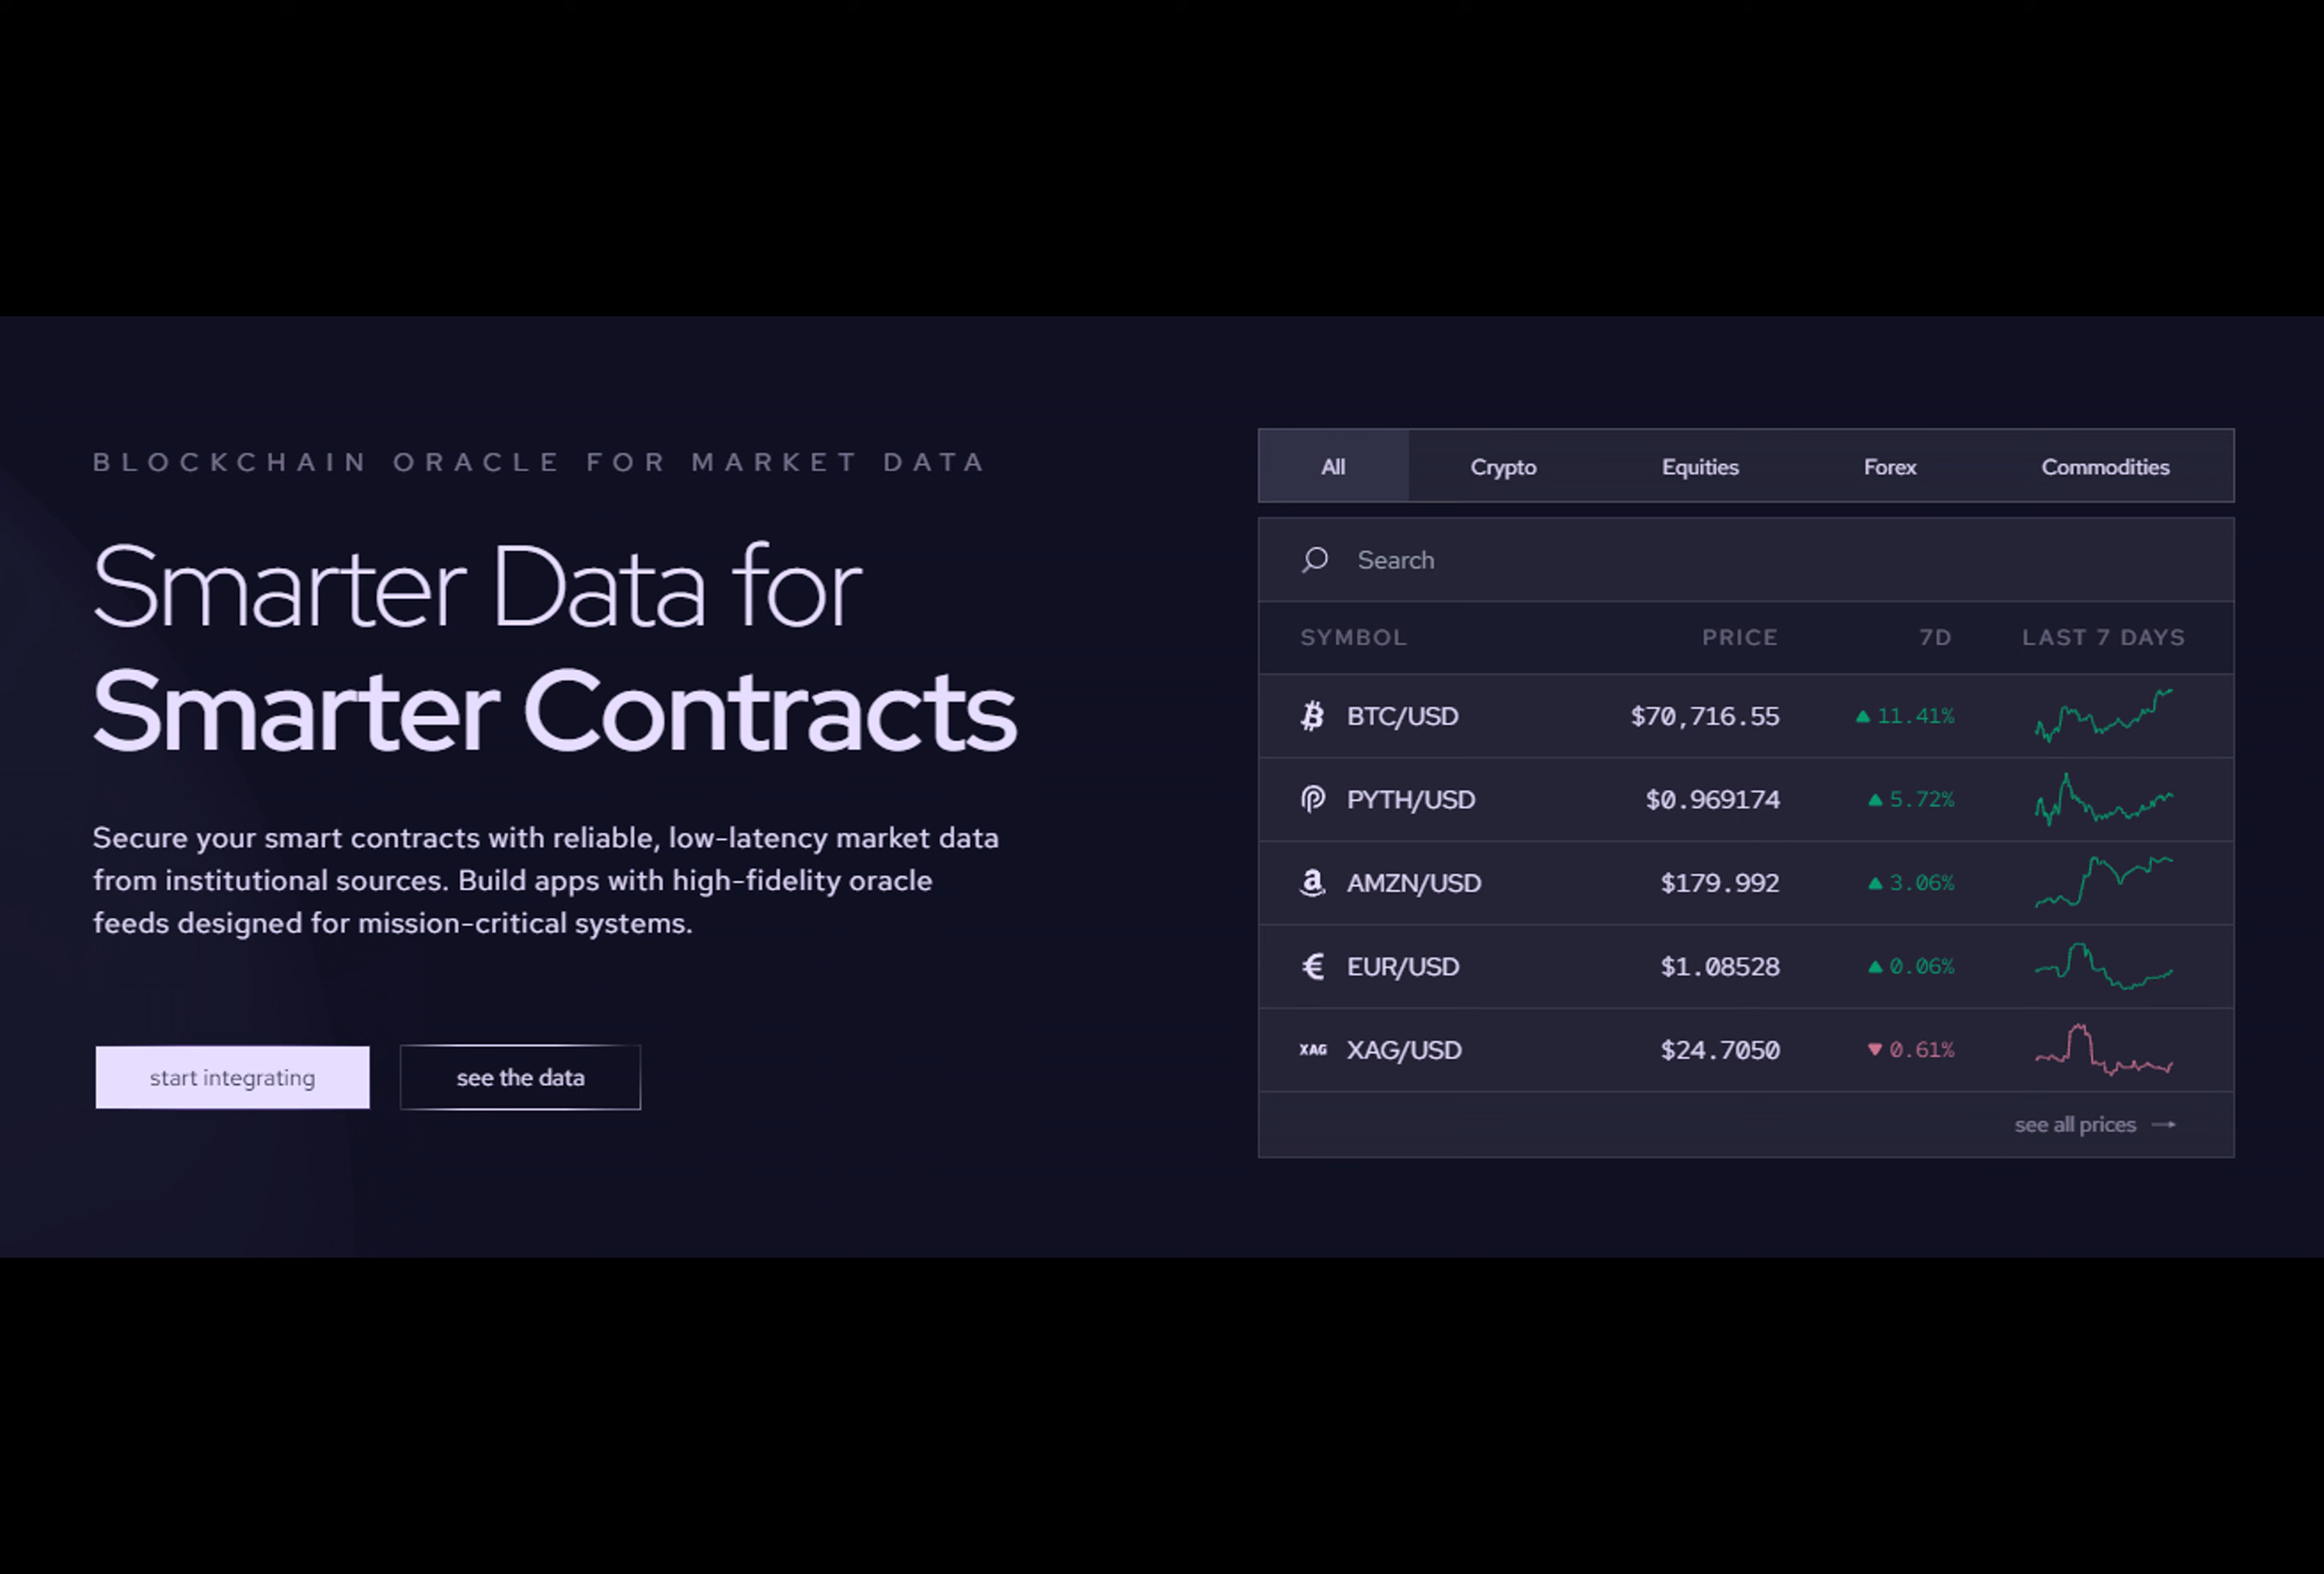 BLOCKCHAIN ORACLE FOR MARKET DATA
Smarter Data for
Smarter Contracts
Secure your smart contracts with reliable, low-latency market data
from institutional sources. Build apps with high-fidelity oracle
feeds designed for mission-critical systems.
start integrating see the data
All Crypto Equities Forex Commodities
Search
SYMBOL PRICE 7D LAST 7 DAYS
BTC/USD $70,716.55 ▲ 11.41%
PYTH/USD $0.969174 ▲ 5.72%
AMZN/USD $179.992 ▲ 3.06%
€ EUR/USD $1.08528 ▲ 0.06%
XAG XAG/USD $24.7050 ▼ 0.61%
see all prices →